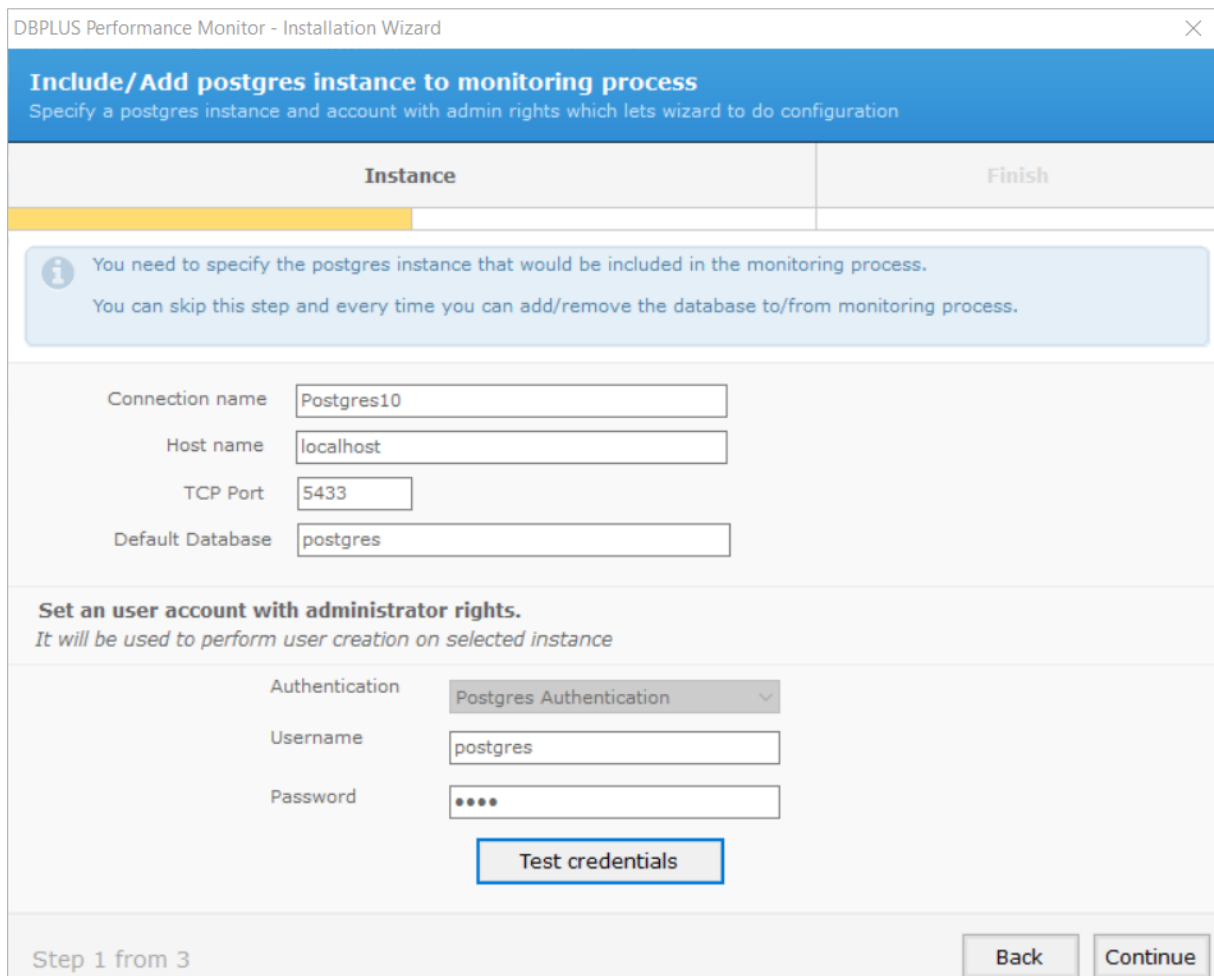 DBPLUS Performance Monitor - Installation Wizard
Include/Add postgres instance to monitoring process
Specify a postgres instance and account with admin rights which lets wizard to do configuration
Instance
Finish
You need to specify the postgres instance that would be included in the monitoring process.
You can skip this step and every time you can add/remove the database to/from monitoring process.
Connection name Postgres10
Host name localhost
TCP Port 5433
Default Database postgres
Set an user account with administrator rights.
It will be used to perform user creation on selected instance
Authentication Postgres Authentication
Username postgres
Password ••••
Test credentials
Step 1 from 3
Back
Continue